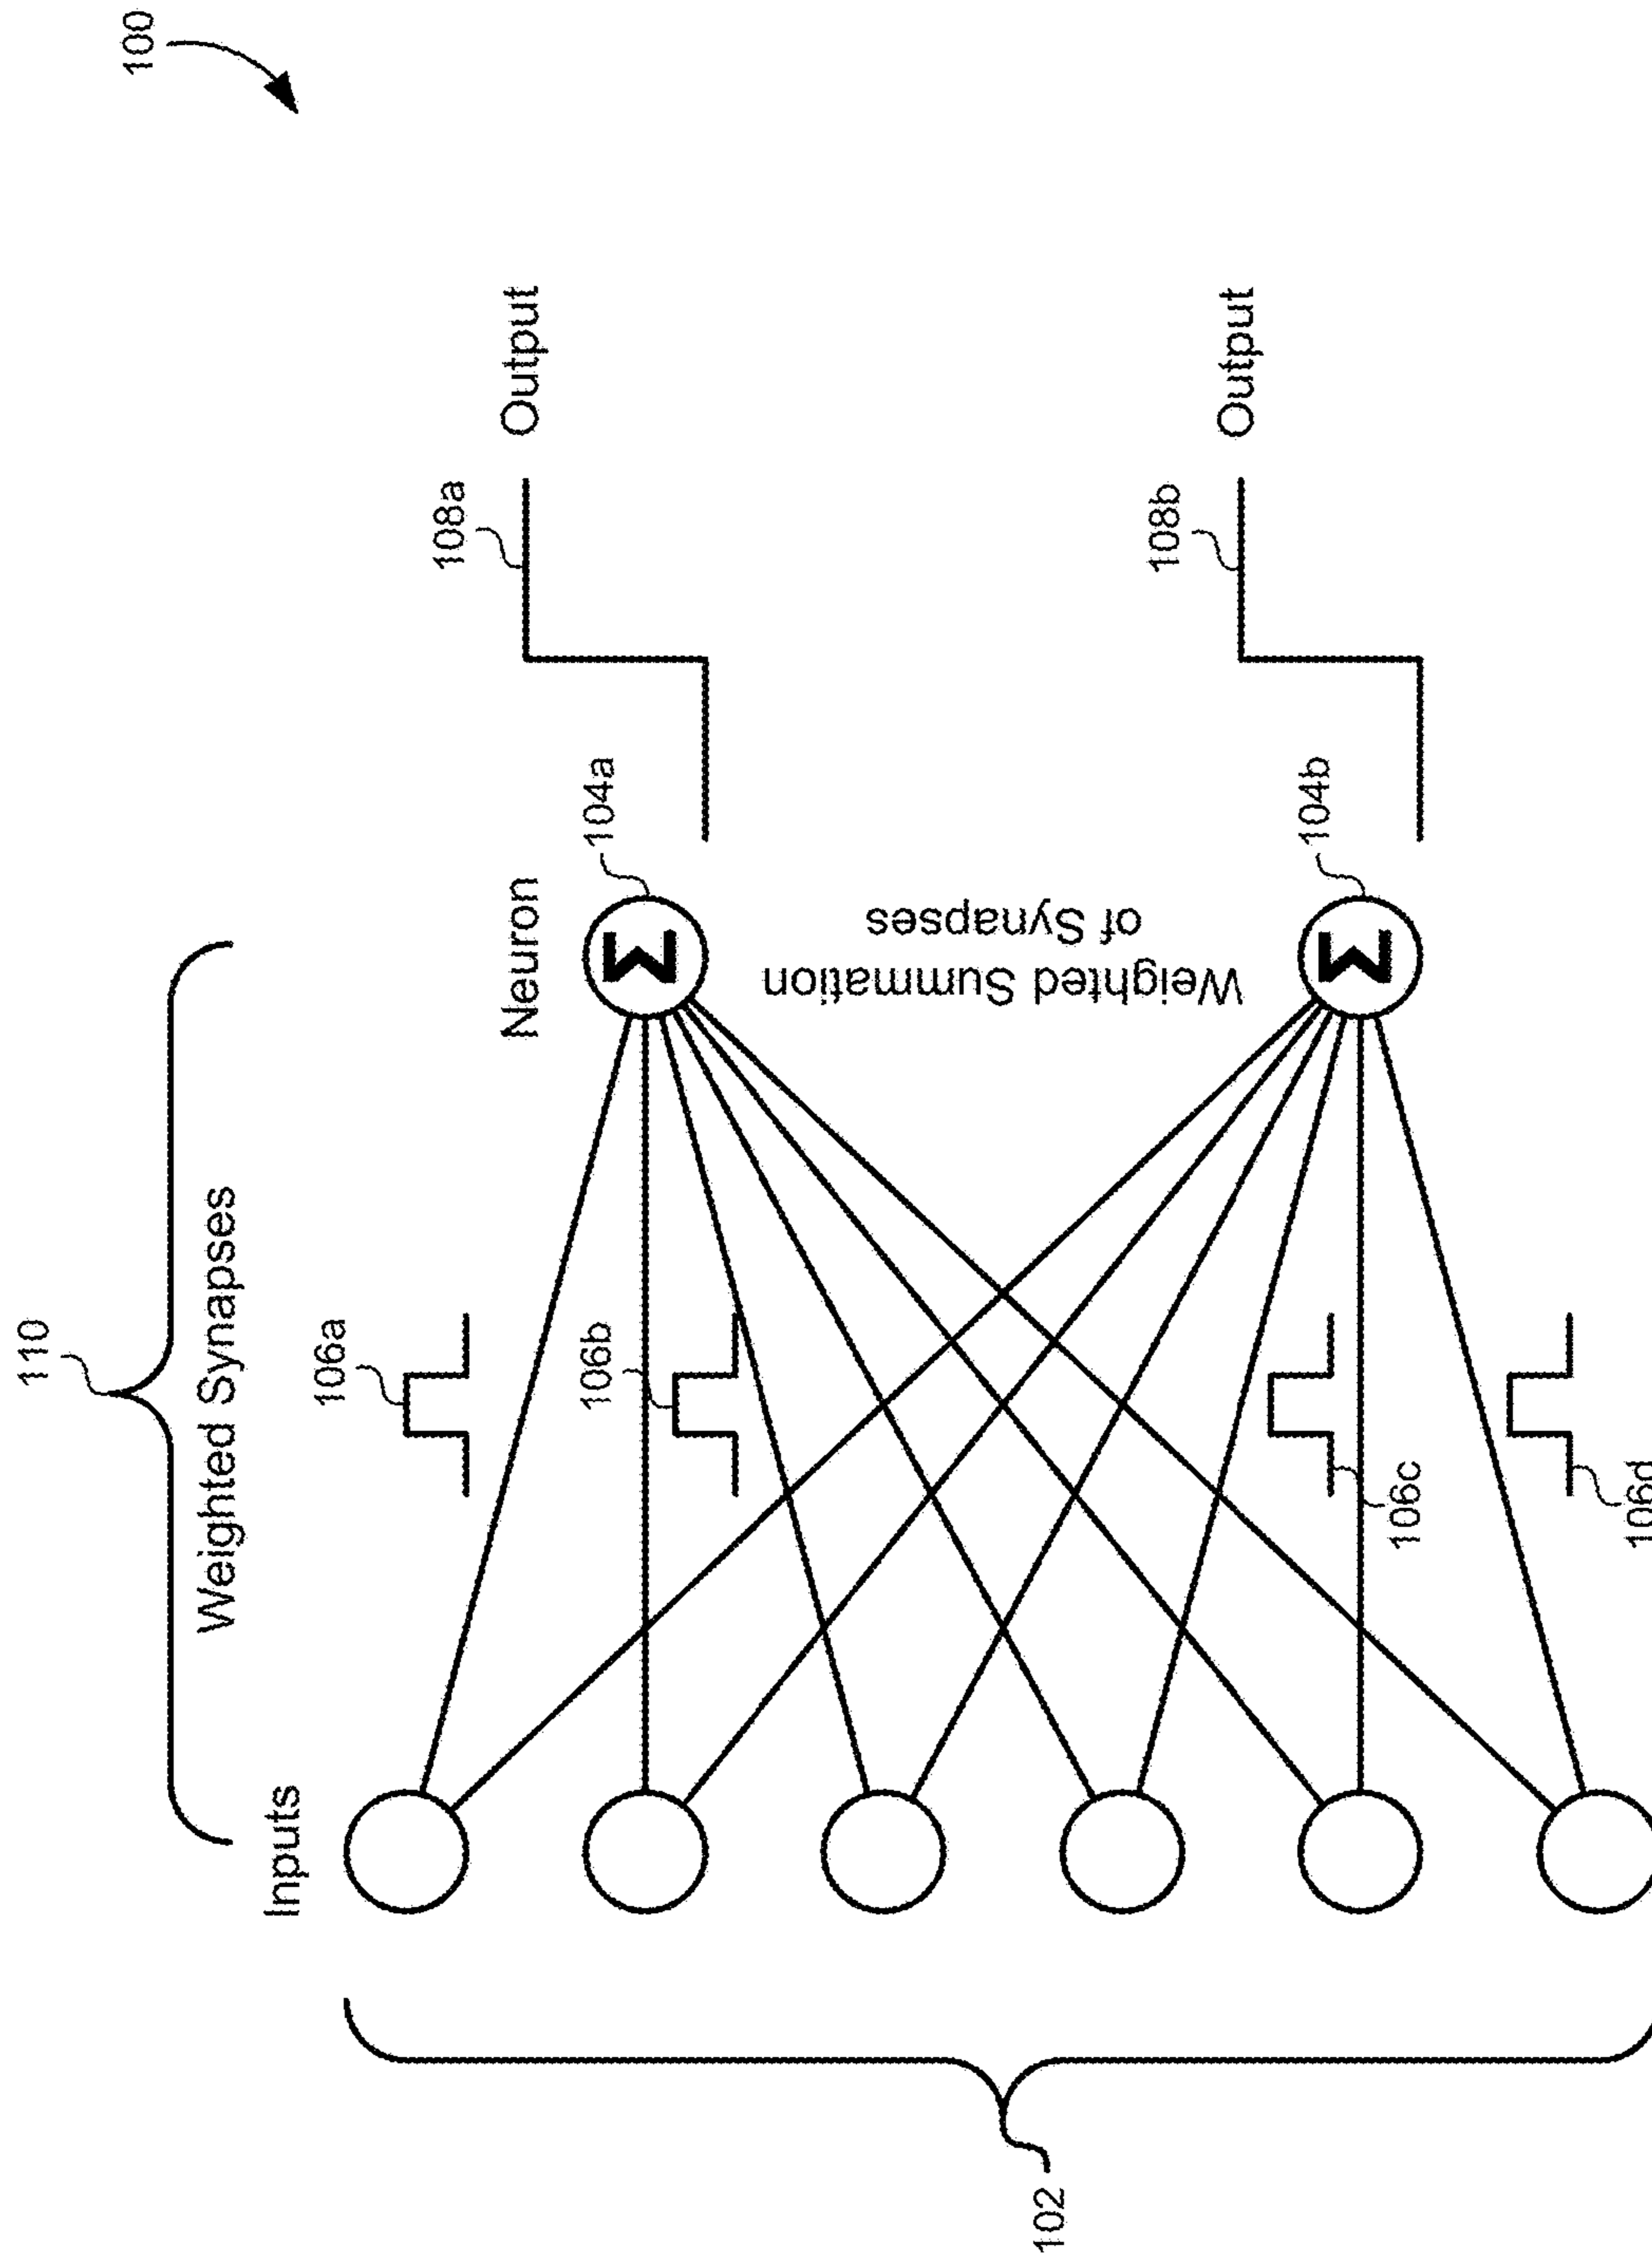 100
110
Weighted Synapses
Inputs
Neuron
106a
106b
106c
106d
104a
104b
Σ
Σ
Weighted Summation
of Synapses
108a
Output
108b
Output
102